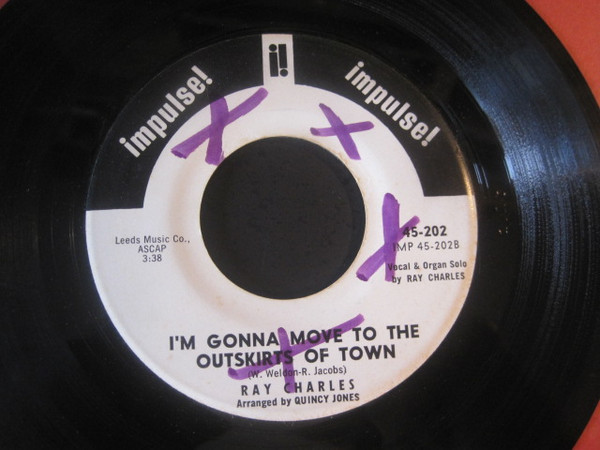 impulse!
i!
impulse!
Leeds Music Co.,
ASCAP
3:38
45-202
IMP 45-202B
Vocal & Organ Solo
by RAY CHARLES
I'M GONNA MOVE TO THE
OUTSKIRTS OF TOWN
(W. Weldon-R. Jacobs)
RAY CHARLES
Arranged by QUINCY JONES